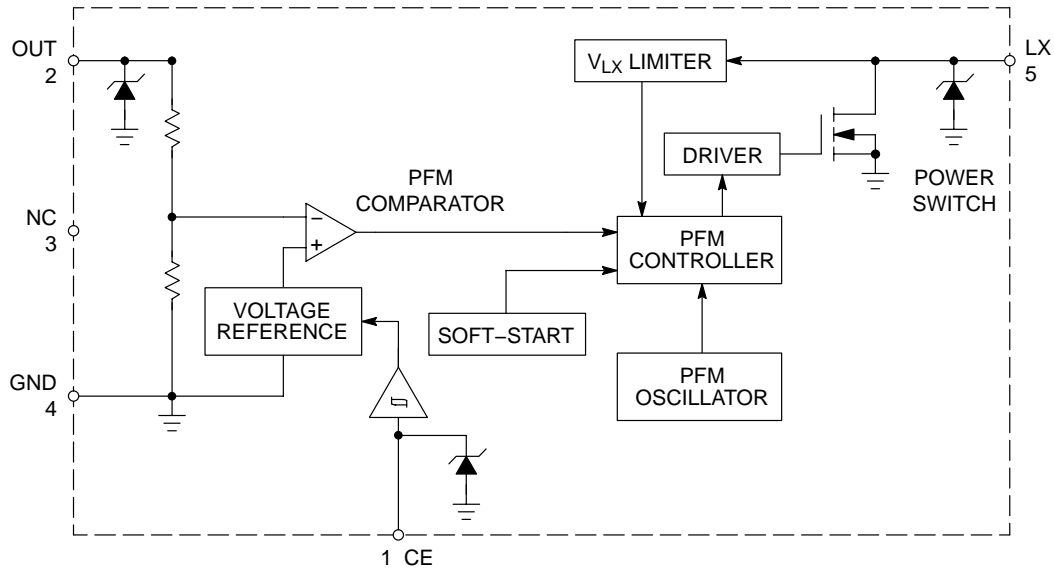 OUT
2
V_LX LIMITER
LX
5
DRIVER
POWER
SWITCH
PFM
COMPARATOR
NC
3
−
+
PFM
CONTROLLER
VOLTAGE
REFERENCE
SOFT−START
GND
4
PFM
OSCILLATOR
1 CE